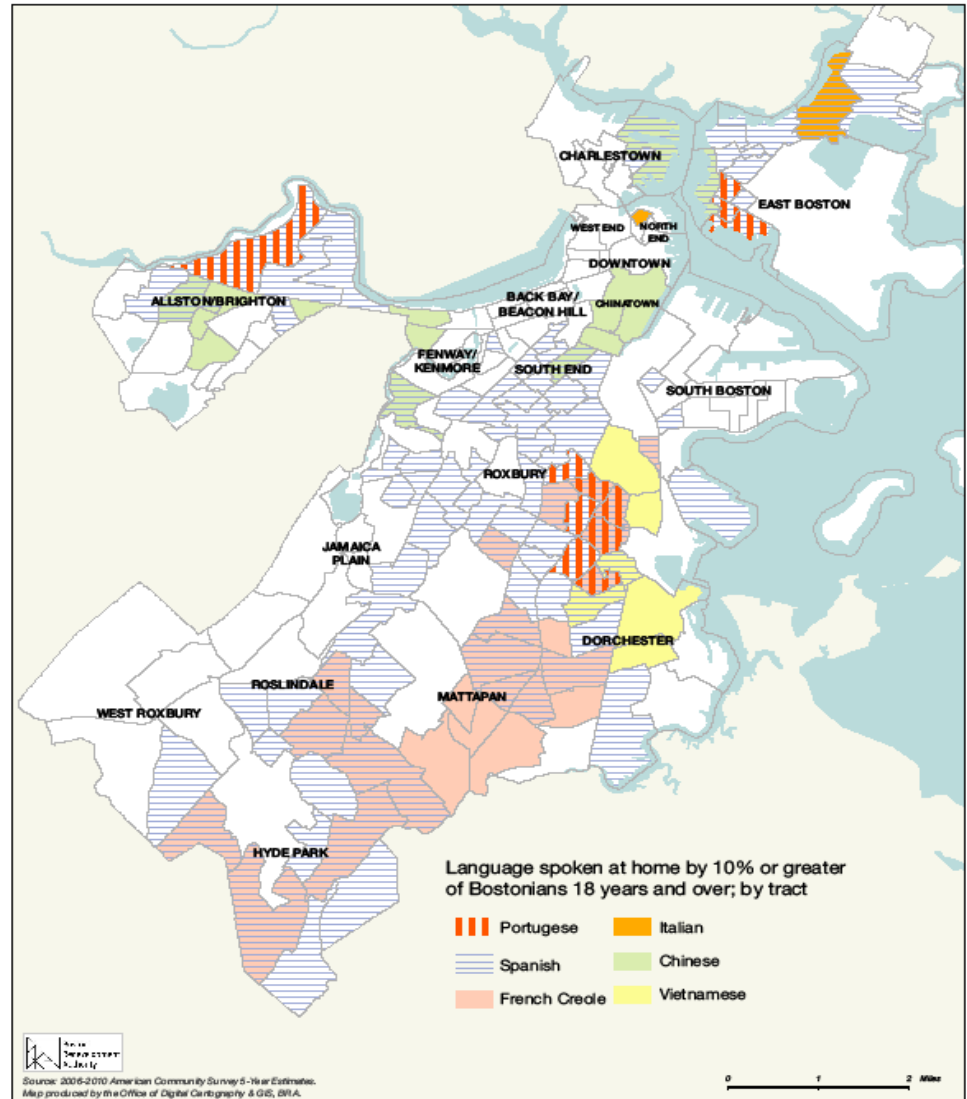 CHARLESTOWN
EAST BOSTON
WEST END
NORTH
END
DOWNTOWN
ALLSTON/BRIGHTON
BACK BAY/
BEACON HILL
CHINATOWN
FENWAY/
KENMORE
SOUTH END
SOUTH BOSTON
ROXBURY
JAMAICA
PLAIN
DORCHESTER
ROSLINDALE
MATTAPAN
WEST ROXBURY
HYDE PARK
Language spoken at home by 10% or greater
of Bostonians 18 years and over; by tract
Portugese
Italian
Spanish
Chinese
French Creole
Vietnamese
Redevelopment
Authority
Source: 2006-2010 American Community Survey 5-Year Estimates.
Map produced by the Office of Digital Cartography & GIS, BRA.
0 1 2 Miles